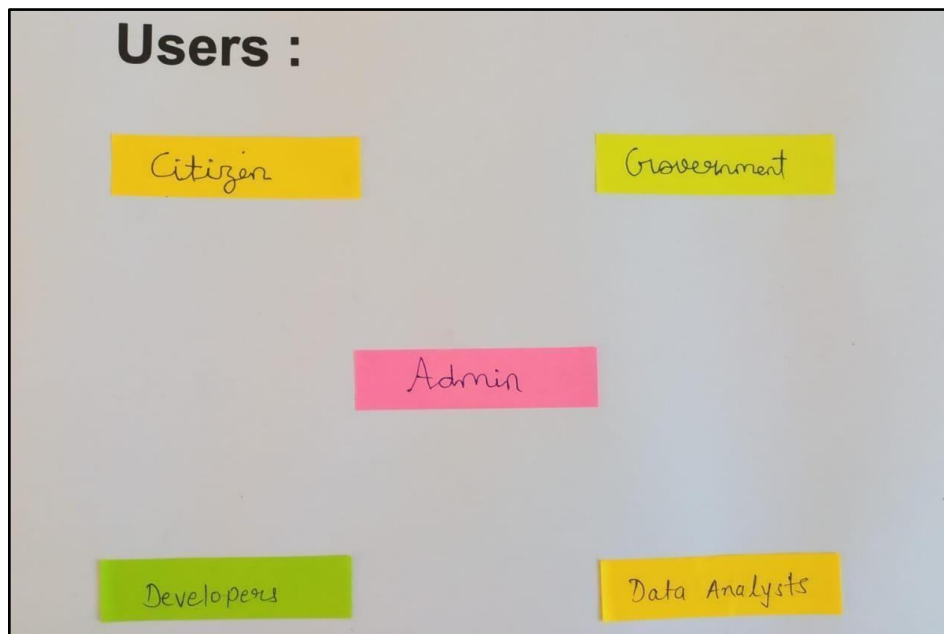 Users :
Citizen
Government
Admin
Developers
Data Analysts